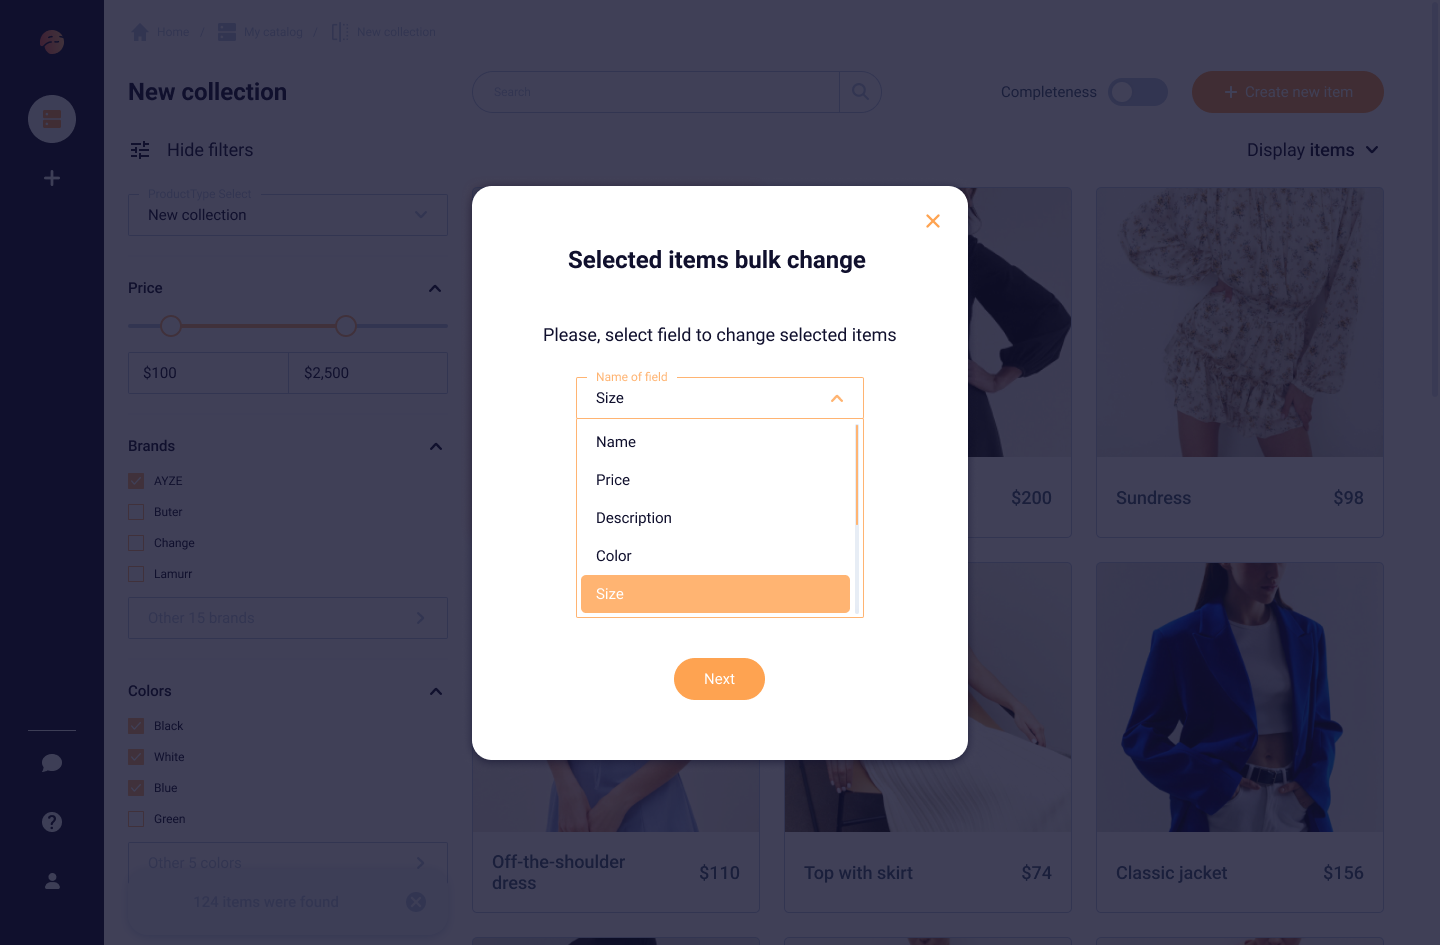 Home / My catalog / New collection
New collection
Search
Completeness
Create new item
Hide filters
Display items
ProductType Select
New collection
Price
$100
$2,500
Brands
AYZE
Buter
Change
Lamurr
Other 15 brands
Colors
Black
White
Blue
Green
Other 5 colors
124 items were found
Selected items bulk change
Please, select field to change selected items
Name of field
Size
Name
Price
Description
Color
Size
Next
$200
Sundress
$98
Off-the-shoulder
dress
$110
Top with skirt
$74
Classic jacket
$156